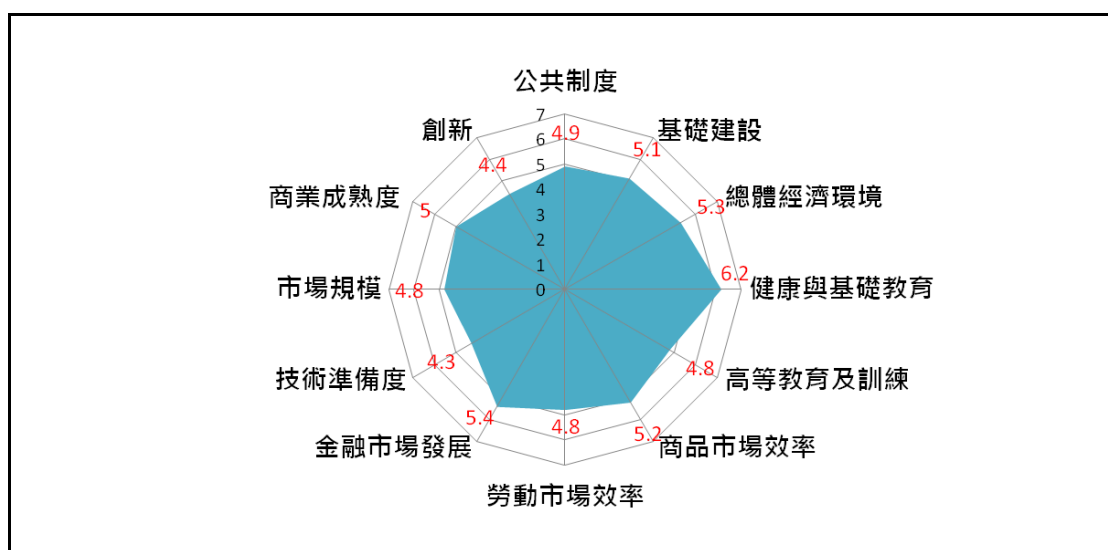 公共制度
7
6
5
4
3
2
1
0
4.9
基礎建設
5.1
總體經濟環境
5.3
健康與基礎教育
6.2
高等教育及訓練
4.8
商品市場效率
5.2
勞動市場效率
4.8
金融市場發展
5.4
技術準備度
4.3
市場規模
4.8
商業成熟度
5
創新
4.4